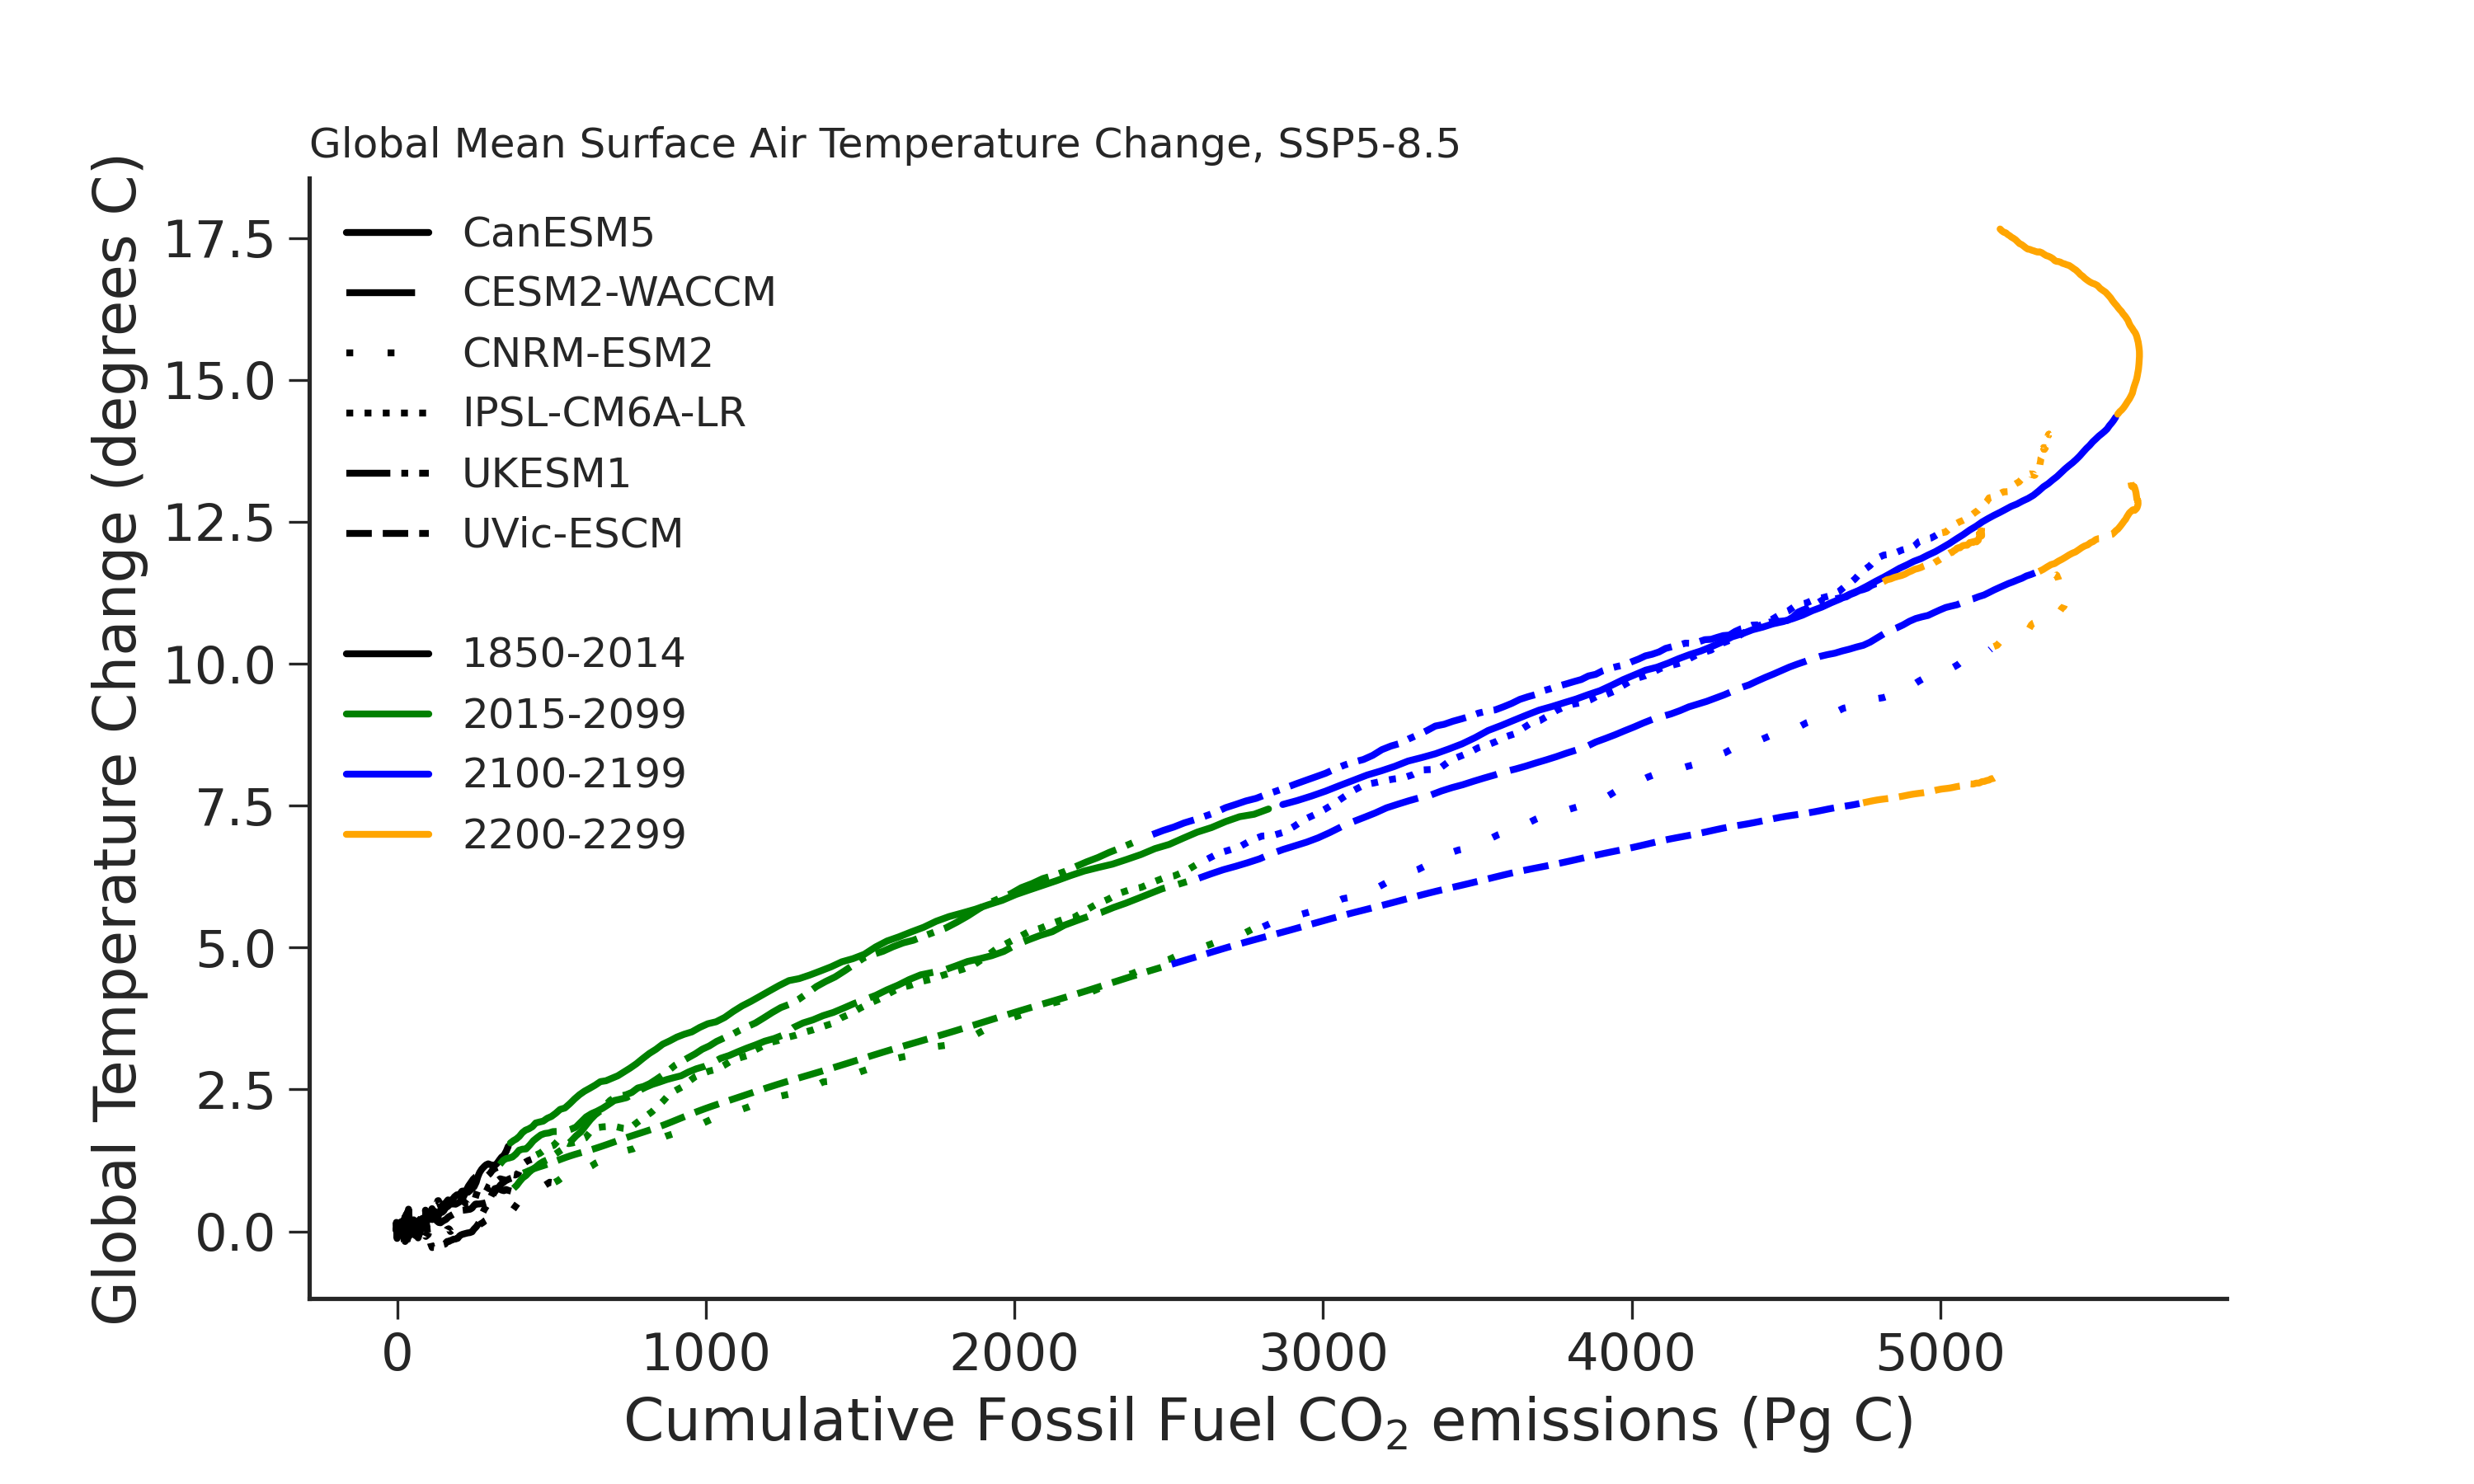 Global Mean Surface Air Temperature Change, SSP5-8.5
Global Temperature Change (degrees C)
17.5
15.0
12.5
10.0
7.5
5.0
2.5
0.0
CanESM5
CESM2-WACCM
CNRM-ESM2
IPSL-CM6A-LR
UKESM1
UVic-ESCM
1850-2014
2015-2099
2100-2199
2200-2299
0 1000 2000 3000 4000 5000
Cumulative Fossil Fuel CO₂ emissions (Pg C)